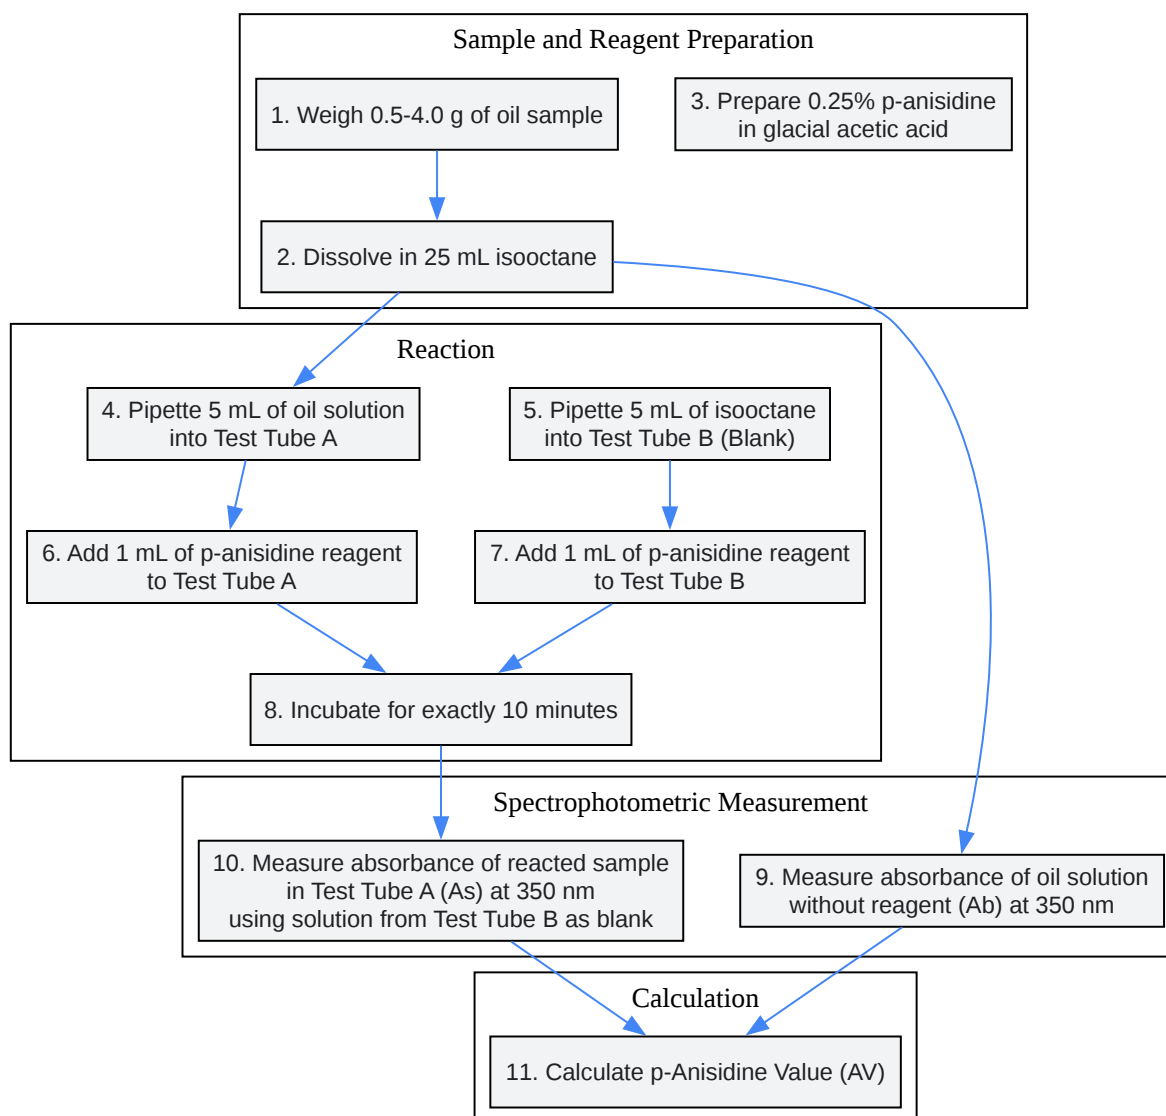 Sample and Reagent Preparation
1. Weigh 0.5-4.0 g of oil sample
3. Prepare 0.25% p-anisidine
in glacial acetic acid
2. Dissolve in 25 mL isooctane
Reaction
4. Pipette 5 mL of oil solution
into Test Tube A
5. Pipette 5 mL of isooctane
into Test Tube B (Blank)
6. Add 1 mL of p-anisidine reagent
to Test Tube A
7. Add 1 mL of p-anisidine reagent
to Test Tube B
8. Incubate for exactly 10 minutes
Spectrophotometric Measurement
10. Measure absorbance of reacted sample
in Test Tube A (As) at 350 nm
using solution from Test Tube B as blank
9. Measure absorbance of oil solution
without reagent (Ab) at 350 nm
Calculation
11. Calculate p-Anisidine Value (AV)